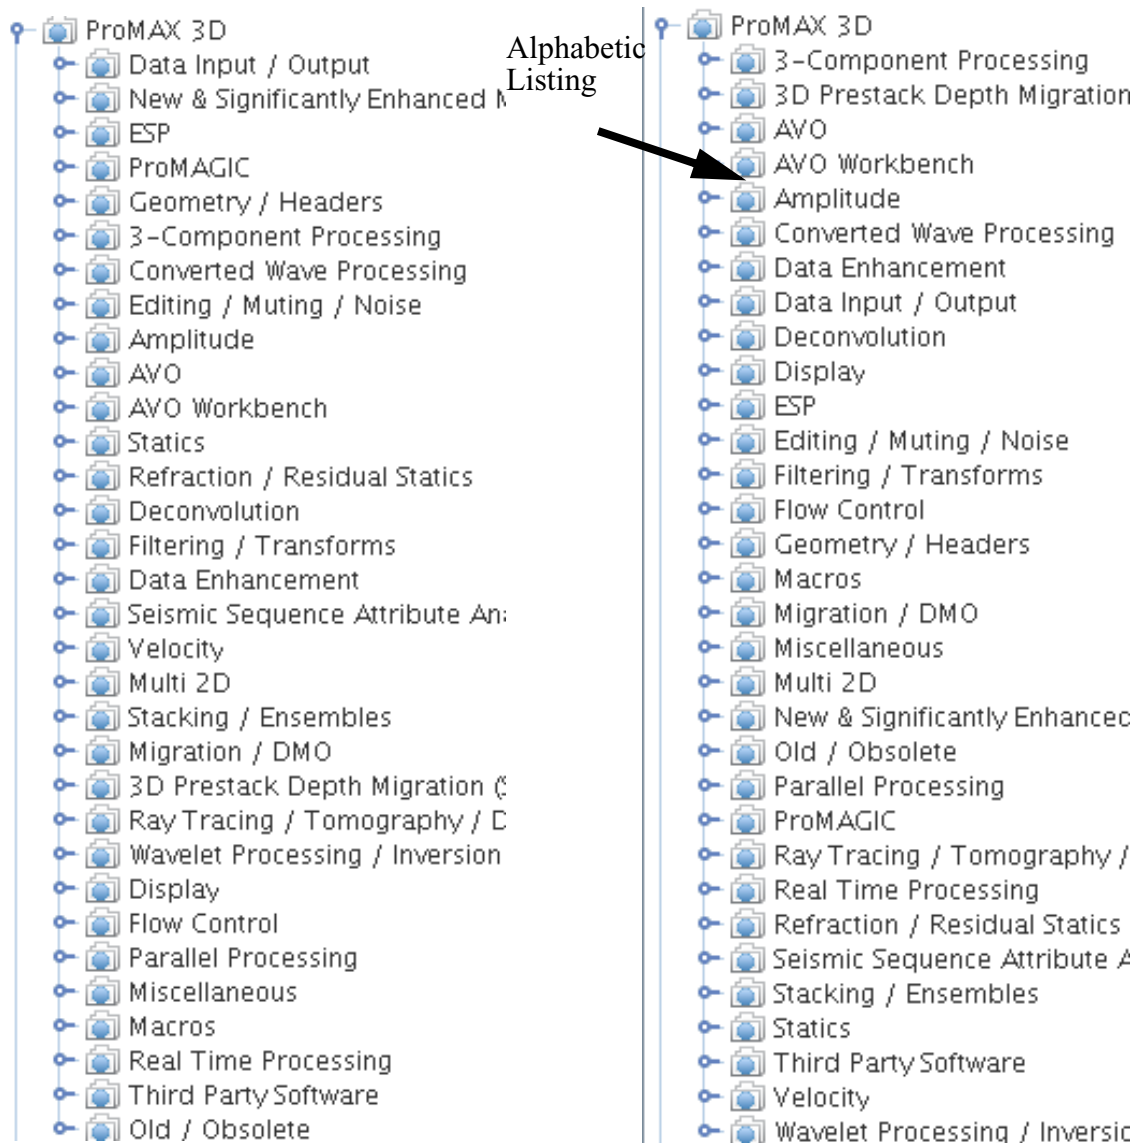 ProMAX 3D
Data Input / Output
New & Significantly Enhanced
ESP
ProMAGIC
Geometry / Headers
3-Component Processing
Converted Wave Processing
Editing / Muting / Noise
Amplitude
AVO
AVO Workbench
Statics
Refraction / Residual Statics
Deconvolution
Filtering / Transforms
Data Enhancement
Seismic Sequence Attribute
Velocity
Multi 2D
Stacking / Ensembles
Migration / DMO
3D Prestack Depth Migration
Ray Tracing / Tomography /
Wavelet Processing / Inversion
Display
Flow Control
Parallel Processing
Miscellaneous
Macros
Real Time Processing
Third Party Software
Old / Obsolete
Alphabetic
Listing
ProMAX 3D
3-Component Processing
3D Prestack Depth Migration
AVO
AVO Workbench
Amplitude
Converted Wave Processing
Data Enhancement
Data Input / Output
Deconvolution
Display
ESP
Editing / Muting / Noise
Filtering / Transforms
Flow Control
Geometry / Headers
Macros
Migration / DMO
Miscellaneous
Multi 2D
New & Significantly Enhanced
Old / Obsolete
Parallel Processing
ProMAGIC
Ray Tracing / Tomography /
Real Time Processing
Refraction / Residual Statics
Seismic Sequence Attribute
Stacking / Ensembles
Statics
Third Party Software
Velocity
Wavelet Processing /